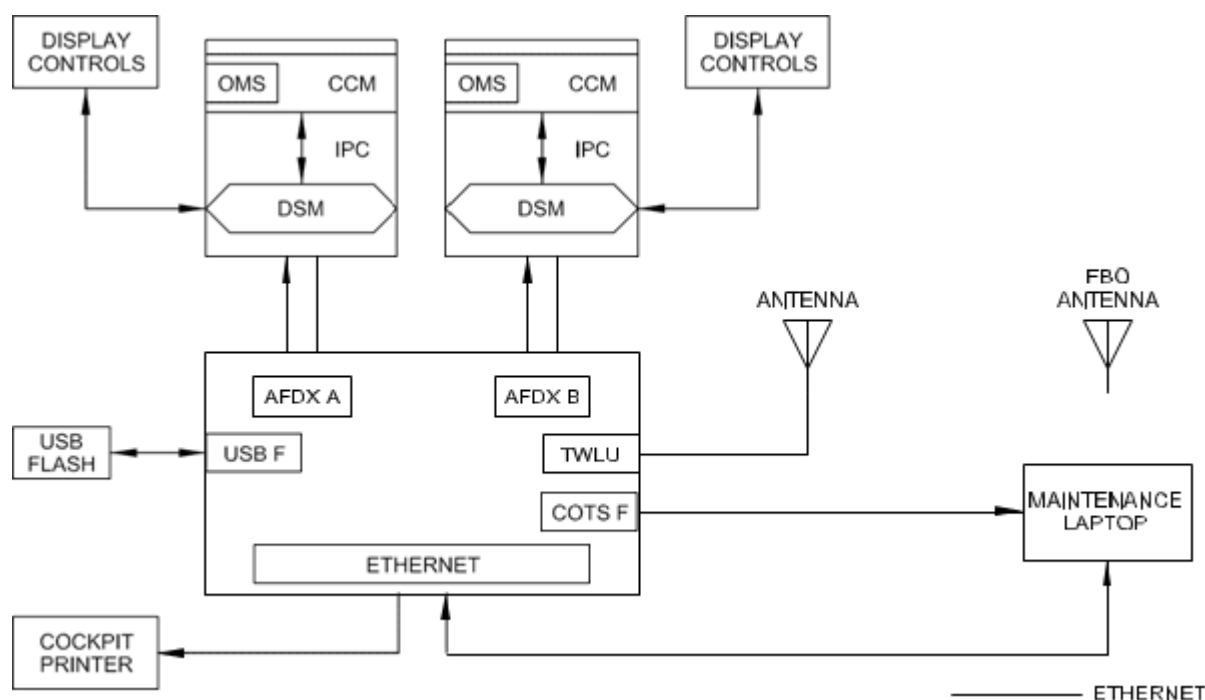 DISPLAY
CONTROLS
OMS
CCM
IPC
DSM
OMS
CCM
IPC
DSM
DISPLAY
CONTROLS
ANTENNA
FBO
ANTENNA
AFDX A
AFDX B
USB
FLASH
USB F
TWLU
COTS F
MAINTENANCE
LAPTOP
ETHERNET
COCKPIT
PRINTER
ETHERNET